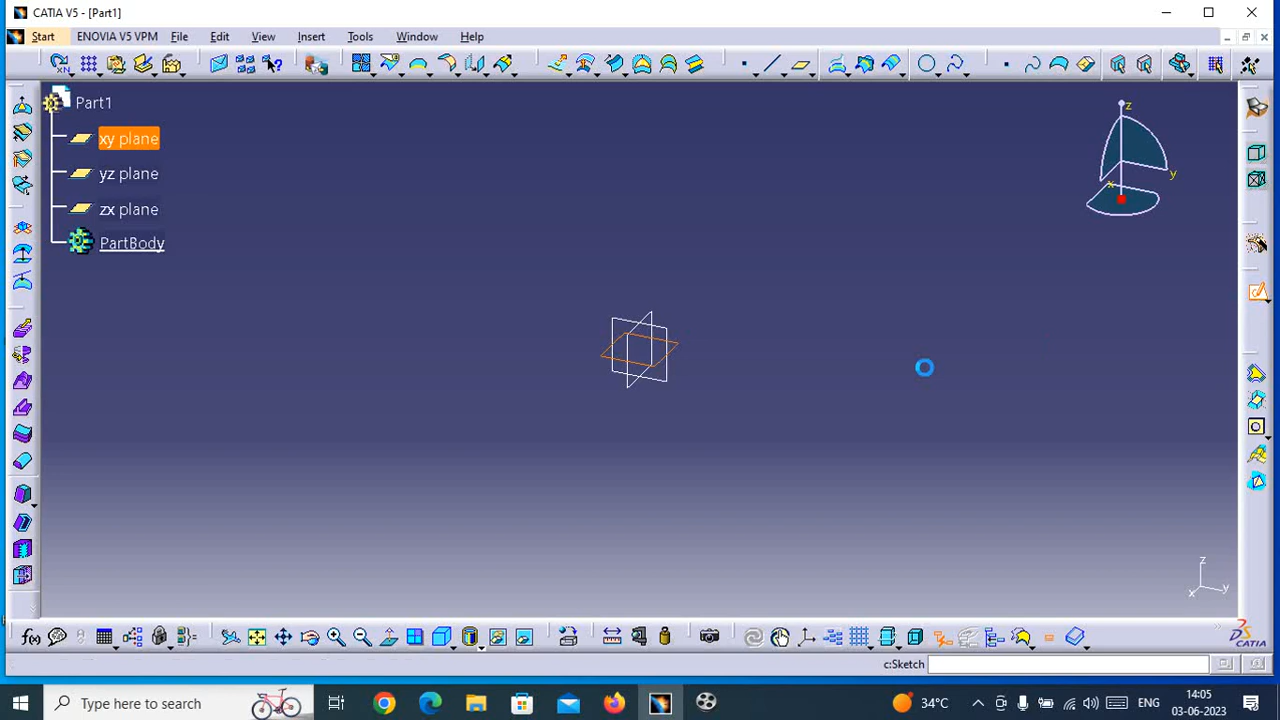 CATIA V5 - [Part1]
Start ENOVIA V5 VPM File Edit View Insert Tools Window Help
Part1
xy plane
yz plane
zx plane
PartBody
z
y
x
z
x y
f(x)
CATIA
c:Sketch
Type here to search
34°C
ENG
14:05
03-06-2023